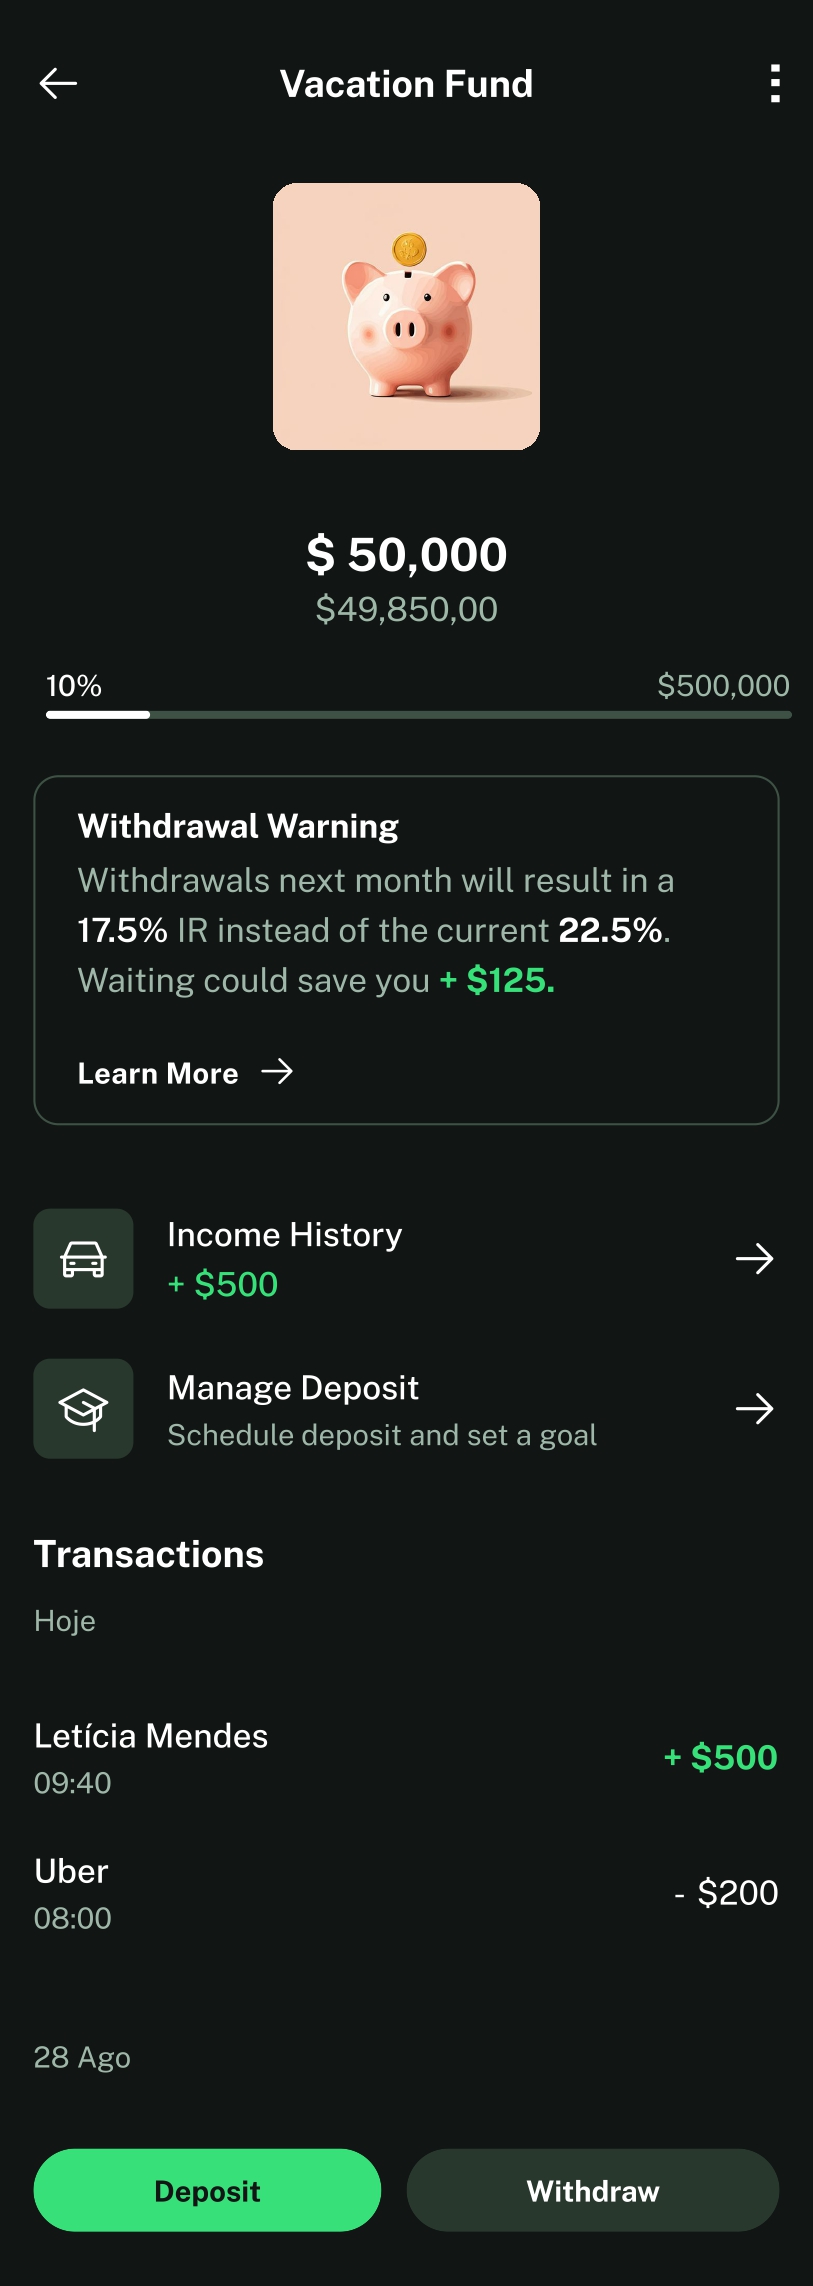 Vacation Fund
$ 50,000
$49,850,00
10%
$500,000
Withdrawal Warning
Withdrawals next month will result in a
17.5% IR instead of the current 22.5%.
Waiting could save you + $125.
Learn More
Income History
+ $500
Manage Deposit
Schedule deposit and set a goal
Transactions
Hoje
Letícia Mendes
+ $500
09:40
Uber
- $200
08:00
28 Ago
Deposit
Withdraw